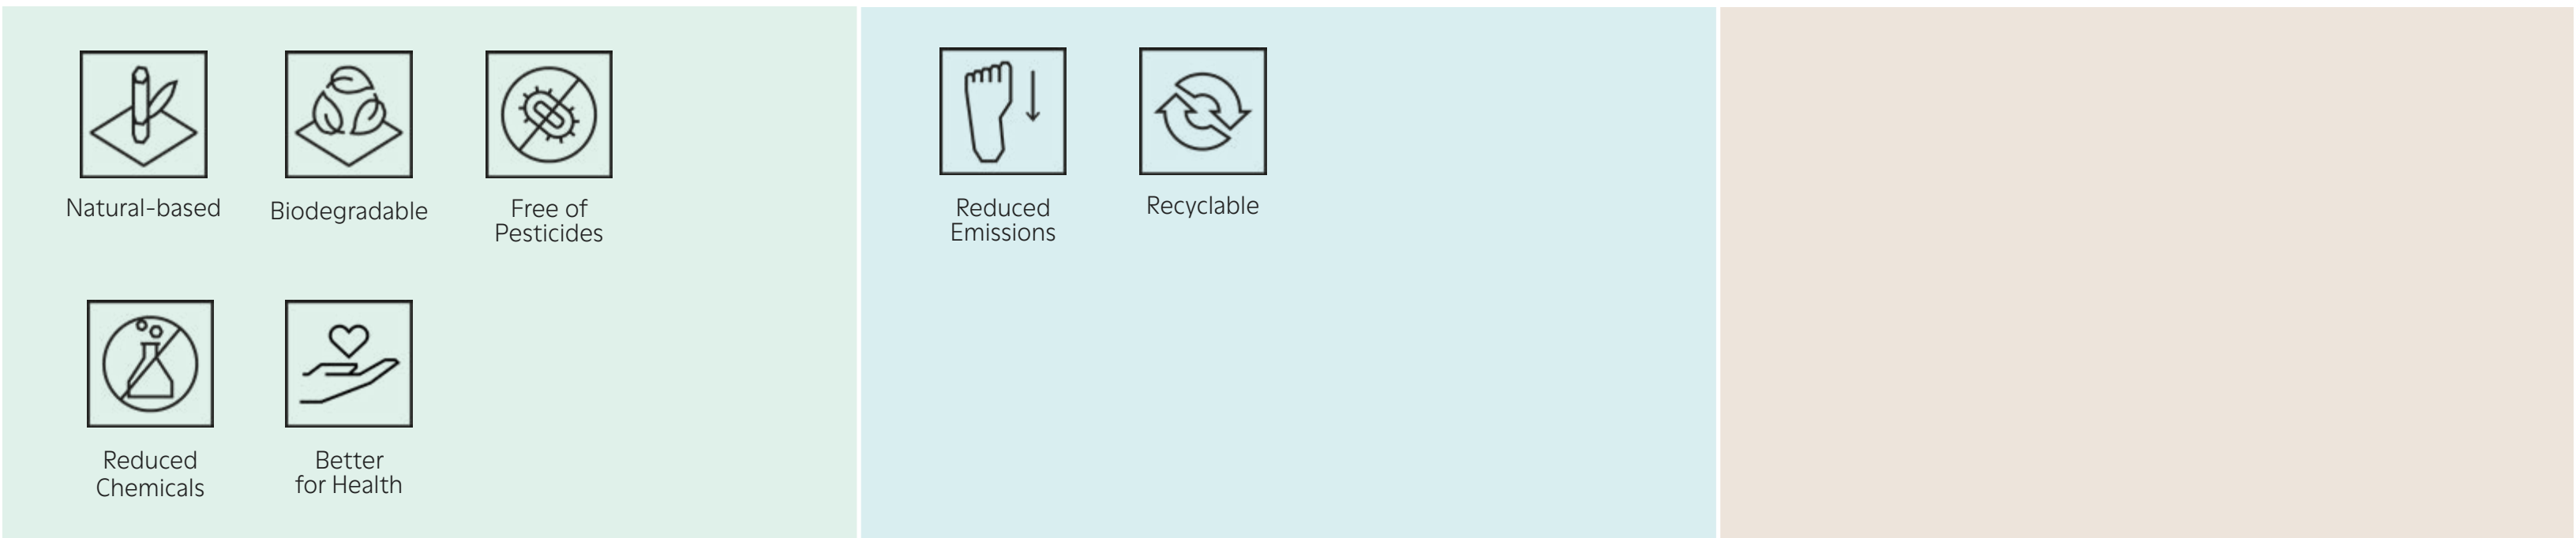 Natural-based
Biodegradable
Free of
Pesticides
Reduced
Chemicals
Better
for Health
Reduced
Emissions
Recyclable